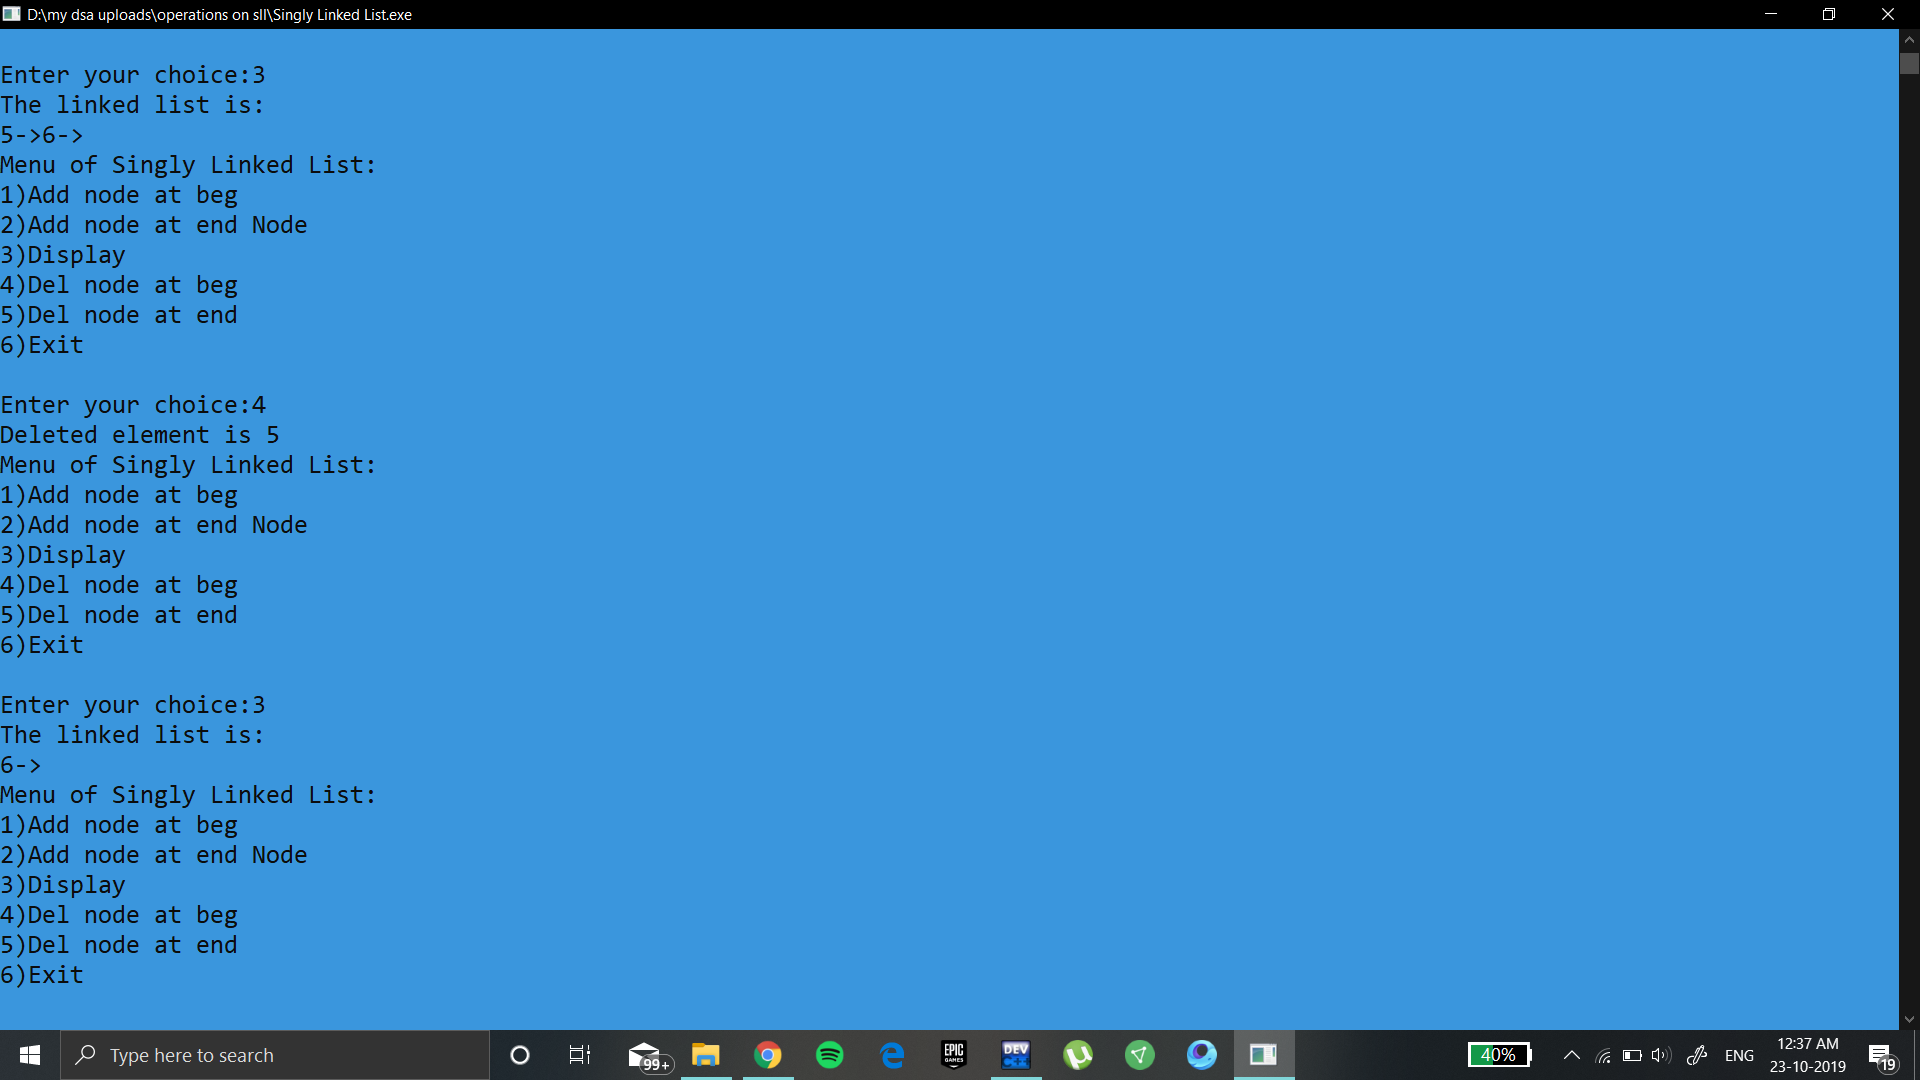 D:\my dsa uploads\operations on sll\Singly Linked List.exe
Enter your choice:3
The linked list is:
5->6->
Menu of Singly Linked List:
1)Add node at beg
2)Add node at end Node
3)Display
4)Del node at beg
5)Del node at end
6)Exit
Enter your choice:4
Deleted element is 5
Menu of Singly Linked List:
1)Add node at beg
2)Add node at end Node
3)Display
4)Del node at beg
5)Del node at end
6)Exit
Enter your choice:3
The linked list is:
6->
Menu of Singly Linked List:
1)Add node at beg
2)Add node at end Node
3)Display
4)Del node at beg
5)Del node at end
6)Exit
Type here to search
99+
EPIC
GAMES
DEV
C++
40%
ENG
12:37 AM
23-10-2019
19